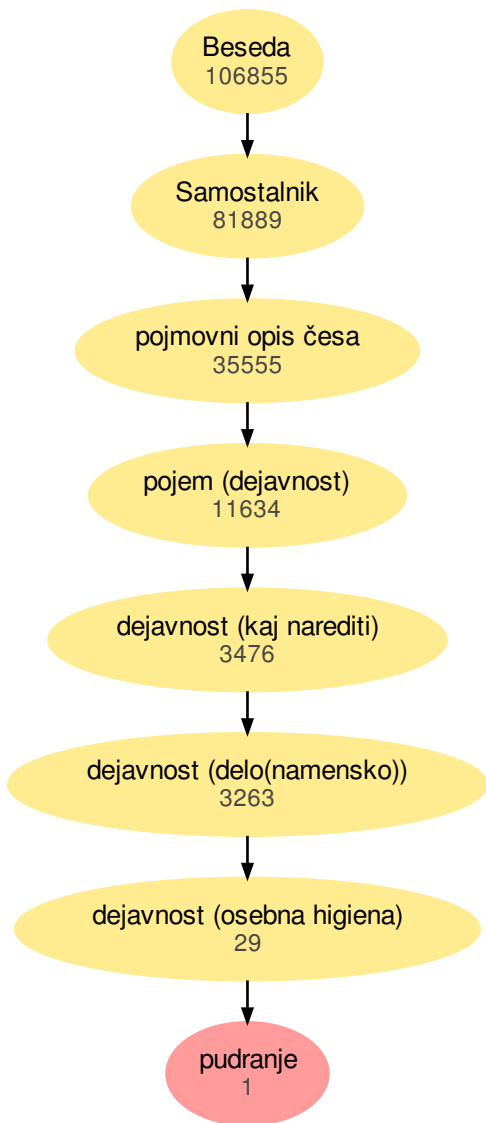 Beseda
106855
Samostalnik
81889
pojmovni opis česa
35555
pojem (dejavnost)
11634
dejavnost (kaj narediti)
3476
dejavnost (delo(namensko))
3263
dejavnost (osebna higiena)
29
pudranje
1